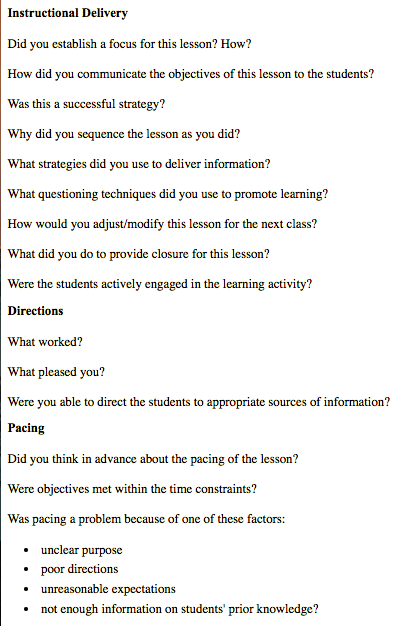 Instructional Delivery
Did you establish a focus for this lesson? How?
How did you communicate the objectives of this lesson to the students?
Was this a successful strategy?
Why did you sequence the lesson as you did?
What strategies did you use to deliver information?
What questioning techniques did you use to promote learning?
How would you adjust/modify this lesson for the next class?
What did you do to provide closure for this lesson?
Were the students actively engaged in the learning activity?
Directions
What worked?
What pleased you?
Were you able to direct the students to appropriate sources of information?
Pacing
Did you think in advance about the pacing of the lesson?
Were objectives met within the time constraints?
Was pacing a problem because of one of these factors:
• unclear purpose
• poor directions
• unreasonable expectations
• not enough information on students' prior knowledge?